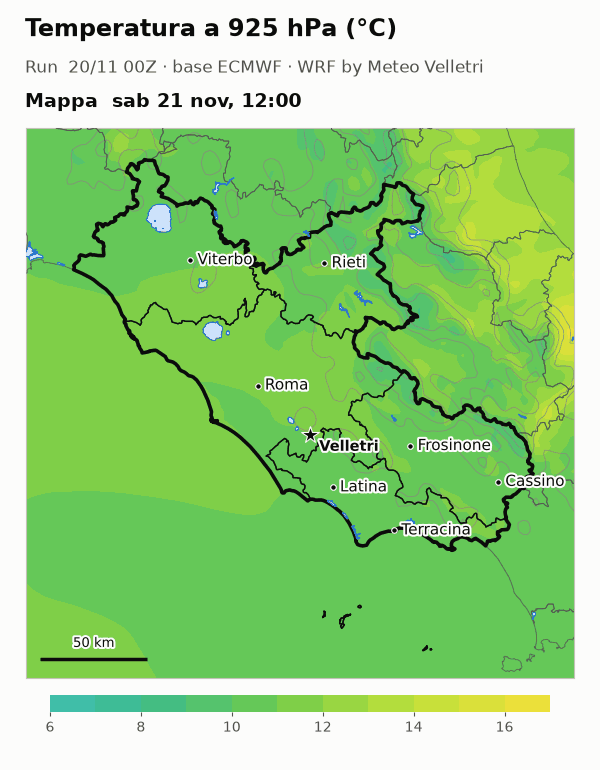 Temperatura a 925 hPa (°C)
Run  20/11 00Z · base ECMWF · WRF by Meteo Velletri
Mappa  sab 21 nov, 12:00
Viterbo
Rieti
Roma
Velletri
Frosinone
Latina
Cassino
Terracina
50 km
6 8 10 12 14 16